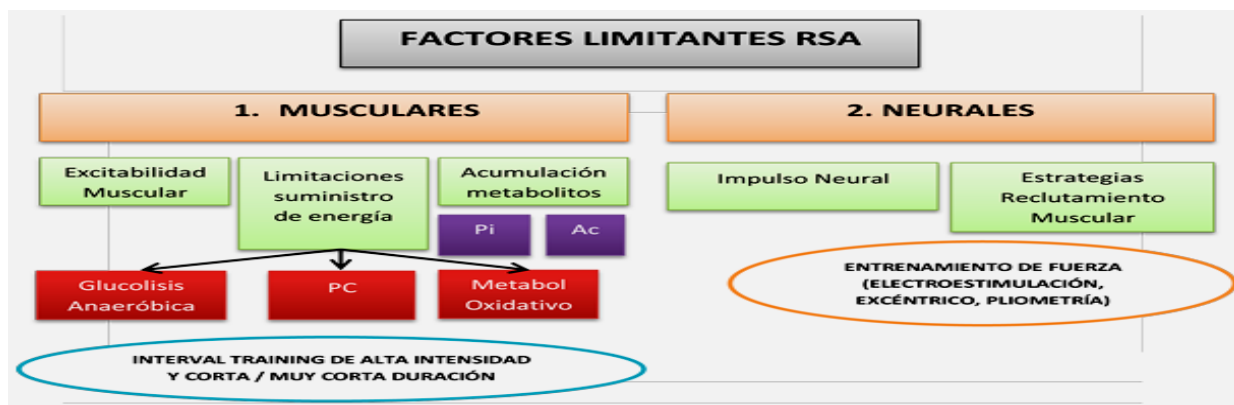 FACTORES LIMITANTES RSA
1. MUSCULARES
2. NEURALES
Excitabilidad
Muscular
Limitaciones
suministro
de energía
Acumulación
metabolitos
Pi
Ac
Impulso Neural
Estrategias
Reclutamiento
Muscular
Glucolisis
Anaeróbica
PC
Metabol
Oxidativo
ENTRENAMIENTO DE FUERZA
(ELECTROESTIMULACIÓN,
EXCÉNTRICO, PLIOMETRÍA)
INTERVAL TRAINING DE ALTA INTENSIDAD
Y CORTA / MUY CORTA DURACIÓN